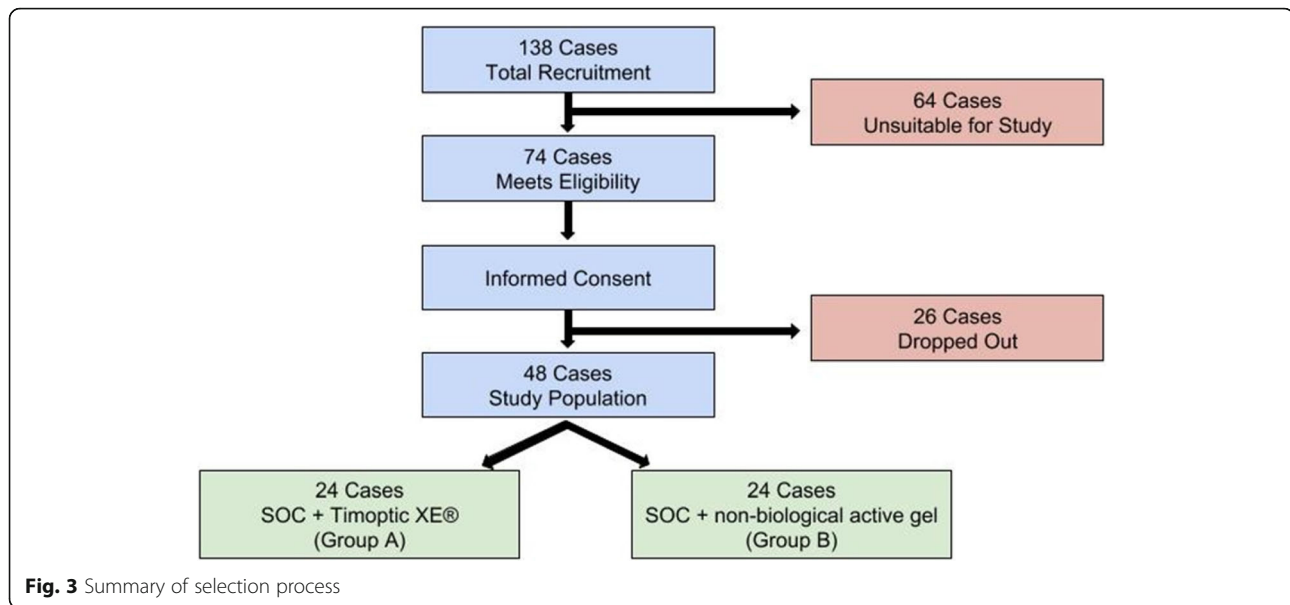 138 Cases
Total Recruitment
64 Cases
Unsuitable for Study
74 Cases
Meets Eligibility
Informed Consent
26 Cases
Dropped Out
48 Cases
Study Population
24 Cases
SOC + Timoptic XE®
(Group A)
24 Cases
SOC + non-biological active gel
(Group B)
Fig. 3 Summary of selection process